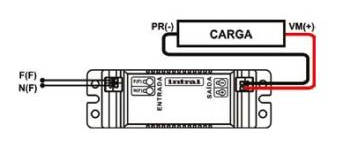 PR(-)
VM(+)
CARGA
F(F)
N(F)
ENTRADA
intral
SAÍDA